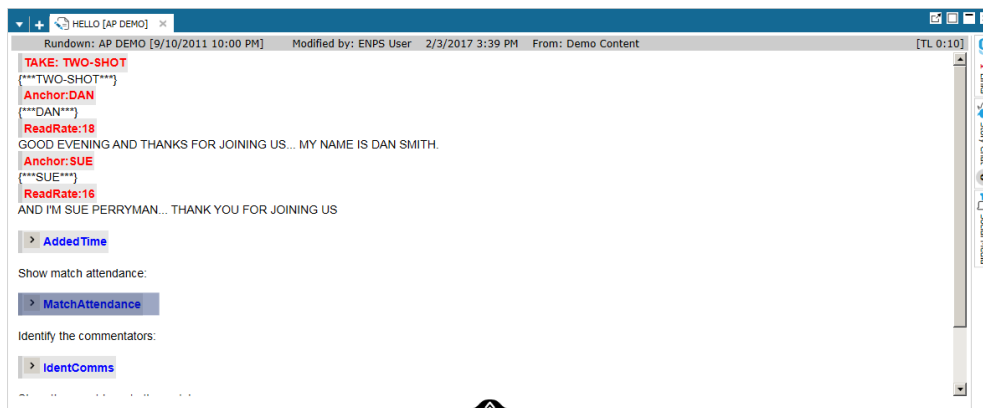 HELLO [AP DEMO]
Rundown: AP DEMO [9/10/2011 10:00 PM] Modified by: ENPS User 2/3/2017 3:39 PM From: Demo Content [TL 0:10]
TAKE: TWO-SHOT
{***TWO-SHOT***}
Anchor:DAN
{***DAN***}
ReadRate:18
GOOD EVENING AND THANKS FOR JOINING US... MY NAME IS DAN SMITH.
Anchor:SUE
{***SUE***}
ReadRate:16
AND I'M SUE PERRYMAN... THANK YOU FOR JOINING US
AddedTime
Show match attendance:
MatchAttendance
Identify the commentators:
IdentComms